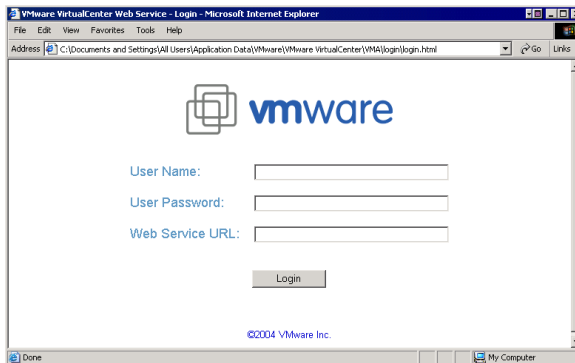 VMware VirtualCenter Web Service - Login - Microsoft Internet Explorer
File Edit View Favorites Tools Help
Address C:\Documents and Settings\All Users\Application Data\VMware\VMware VirtualCenter\VMA\login\login.html Go Links
vmware
User Name:
User Password:
Web Service URL:
Login
©2004 VMware Inc.
Done My Computer